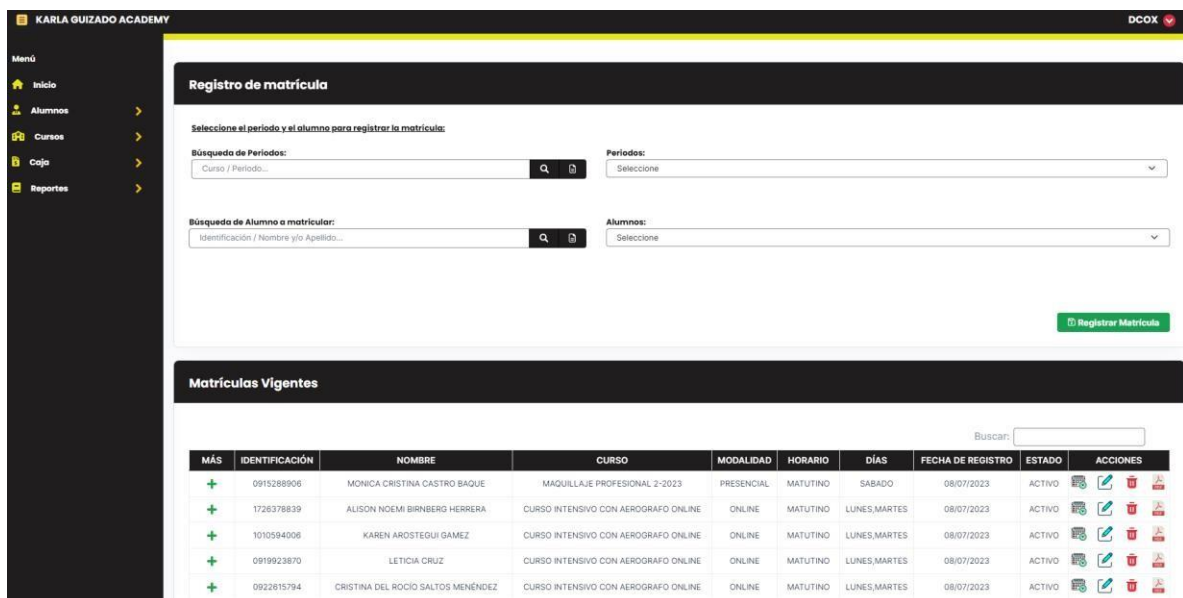 KARLA GUIZADO ACADEMY
DCOX
Menú
Inicio
Alumnos
Cursos
Caja
Reportes
Registro de matrícula
Seleccione el periodo y el alumno para registrar la matrícula:
Búsqueda de Periodos:
Periodos:
Curso / Periodo...
Seleccione
Búsqueda de Alumno a matricular:
Alumnos:
Identificación / Nombre y/o Apellido...
Seleccione
Registrar Matrícula
Matrículas Vigentes
Buscar:
MÁS IDENTIFICACIÓN NOMBRE CURSO MODALIDAD HORARIO DÍAS FECHA DE REGISTRO ESTADO ACCIONES
0915288906 MONICA CRISTINA CASTRO BAQUE MAQUILLAJE PROFESIONAL 2-2023 PRESENCIAL MATUTINO SABADO 08/07/2023 ACTIVO
1726378839 ALISON NOEMI BIRNBERG HERRERA CURSO INTENSIVO CON AEROGRAFO ONLINE ONLINE MATUTINO LUNES,MARTES 08/07/2023 ACTIVO
1010594006 KAREN AROSTEGUI GAMEZ CURSO INTENSIVO CON AEROGRAFO ONLINE ONLINE MATUTINO LUNES,MARTES 08/07/2023 ACTIVO
0919923870 LETICIA CRUZ CURSO INTENSIVO CON AEROGRAFO ONLINE ONLINE MATUTINO LUNES,MARTES 08/07/2023 ACTIVO
0922615794 CRISTINA DEL ROCÍO SALTOS MENÉNDEZ CURSO INTENSIVO CON AEROGRAFO ONLINE ONLINE MATUTINO LUNES,MARTES 08/07/2023 ACTIVO